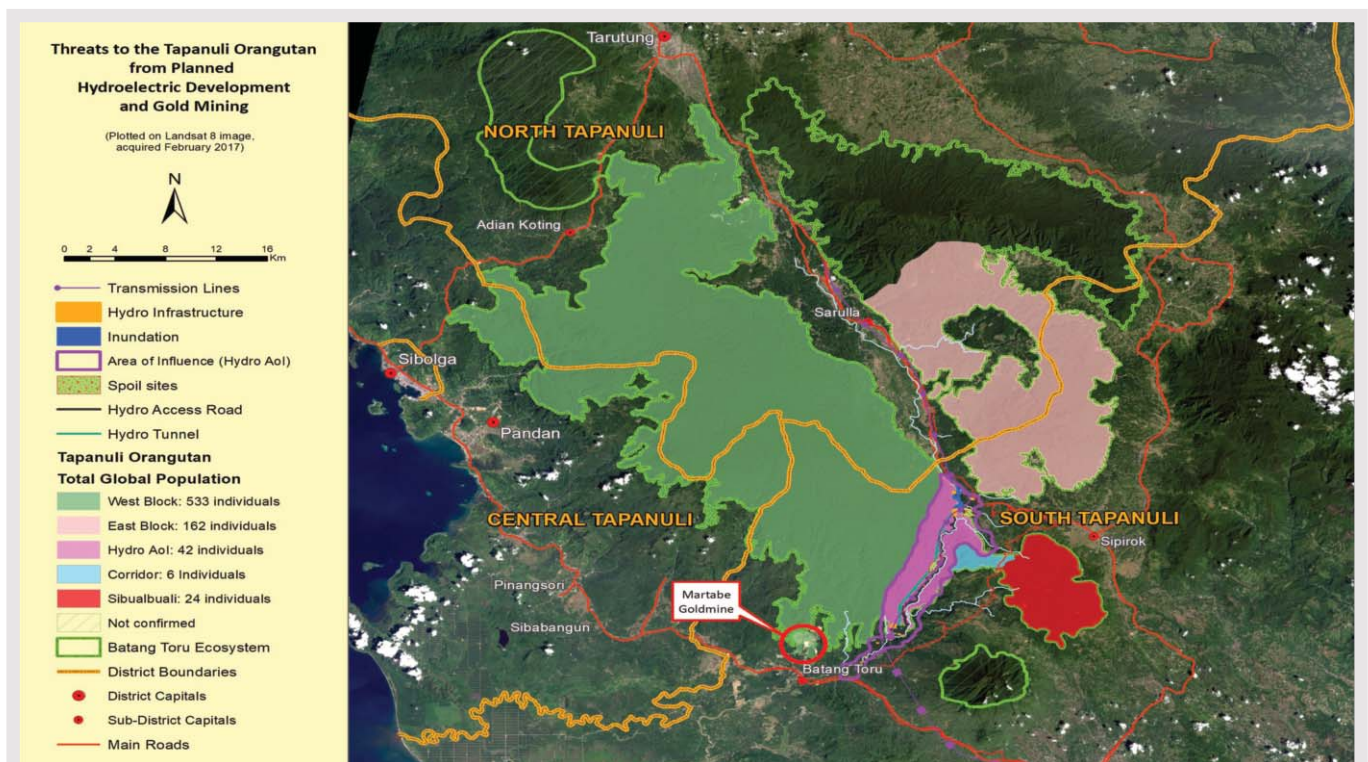 Threats to the Tapanuli Orangutan
from Planned
Hydroelectric Development
and Gold Mining
(Plotted on Landsat 8 image,
acquired February 2017)
N
0 2 4 8 12 16
Km
Transmission Lines
Hydro Infrastructure
Inundation
Area of Influence (Hydro AoI)
Spoil sites
Hydro Access Road
Hydro Tunnel
Tapanuli Orangutan
Total Global Population
West Block: 533 individuals
East Block: 162 individuals
Hydro AoI: 42 individuals
Corridor: 6 Individuals
Sibualbuali: 24 individuals
Not confirmed
Batang Toru Ecosystem
District Boundaries
District Capitals
Sub-District Capitals
Main Roads
Tarutung
NORTH TAPANULI
Adian Koting
Sarulla
Sibolga
Pandan
CENTRAL TAPANULI
SOUTH TAPANULI
Sipirok
Pinangsori
Martabe
Goldmine
Sibabangun
Batang Toru